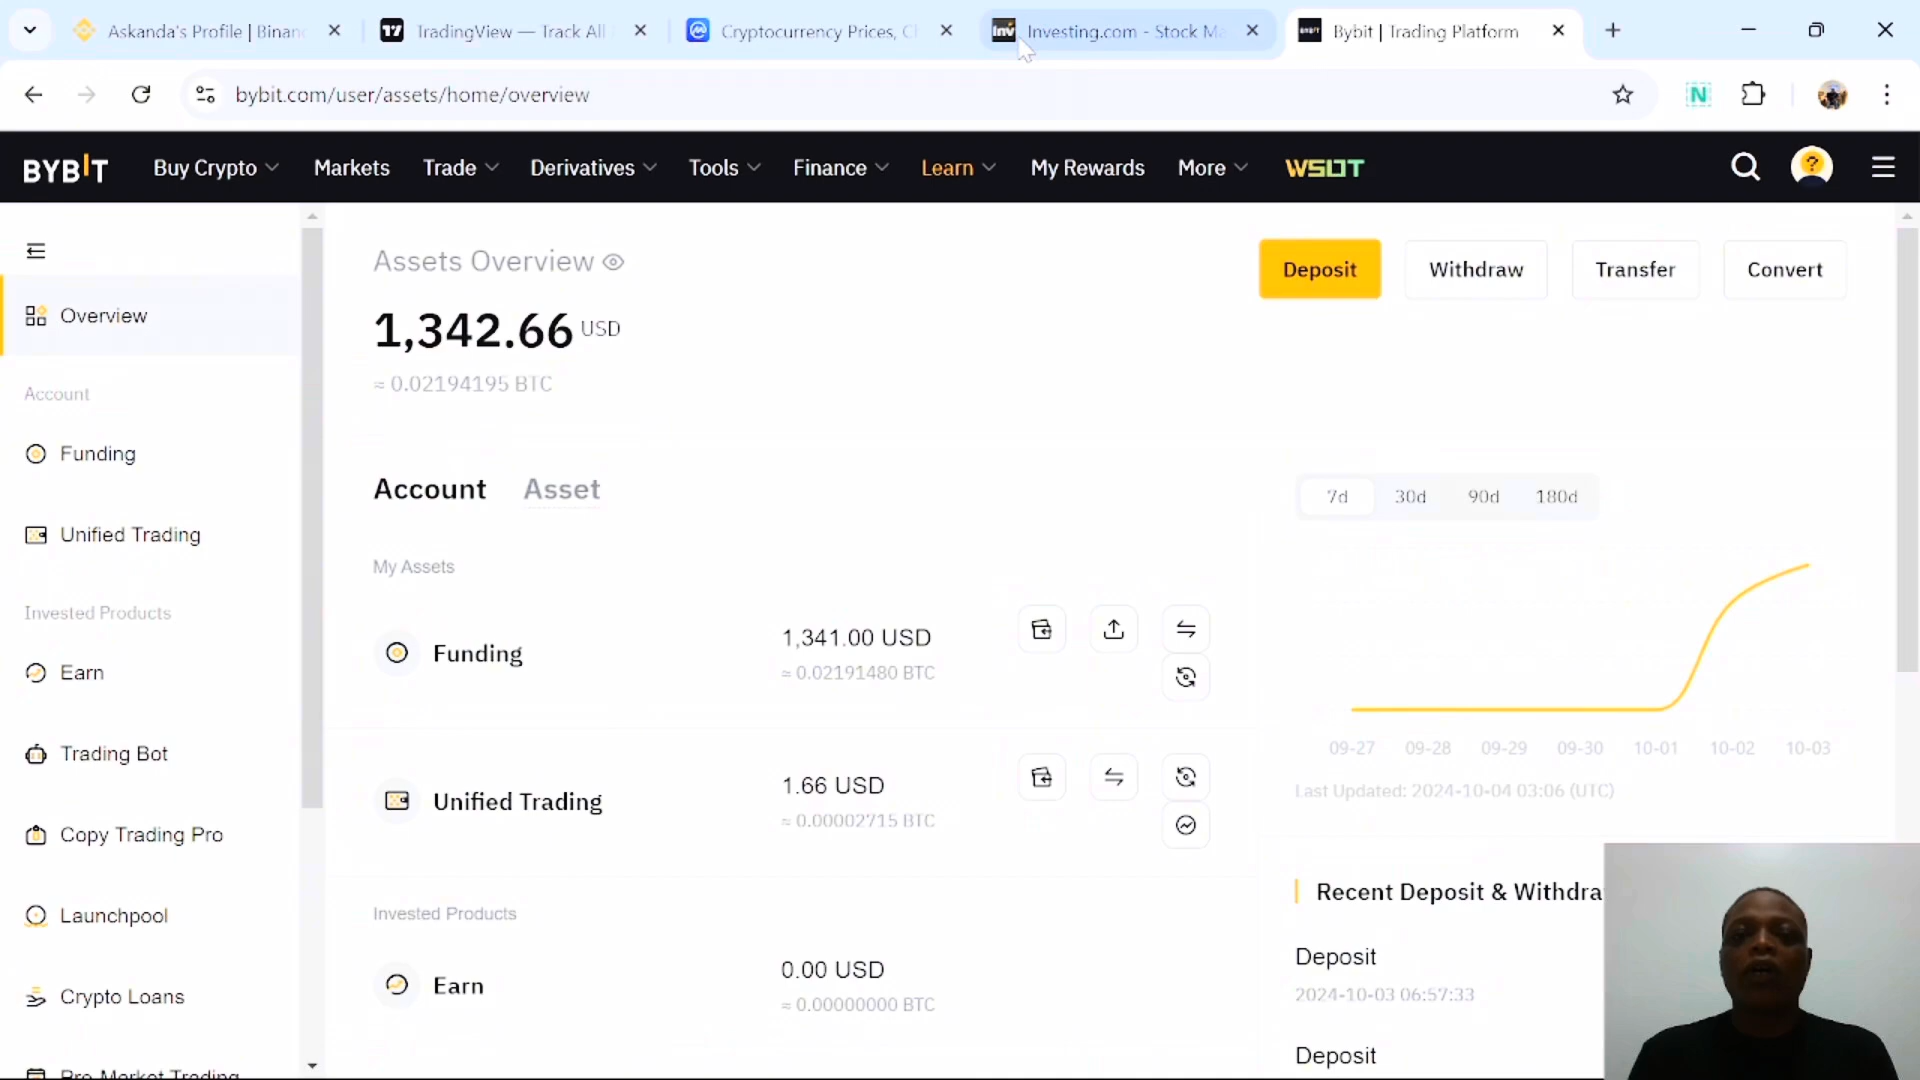 Askanda's Profile | Binan
TradingView — Track All
Cryptocurrency Prices, C
Investing.com - Stock Ma
Bybit | Trading Platform
bybit.com/user/assets/home/overview
N
BYBIT
Buy Crypto
Markets
Trade
Derivatives
Tools
Finance
Learn
My Rewards
More
WSOT
Overview
Account
Funding
Unified Trading
Invested Products
Earn
Trading Bot
Copy Trading Pro
Launchpool
Crypto Loans
Pre-Market Trading
Assets Overview
1,342.66 USD
≈ 0.02194195 BTC
Deposit
Withdraw
Transfer
Convert
Account
Asset
My Assets
Funding
1,341.00 USD
≈ 0.02191480 BTC
Unified Trading
1.66 USD
≈ 0.00002715 BTC
Invested Products
Earn
0.00 USD
≈ 0.00000000 BTC
7d
30d
90d
180d
09-27
09-28
09-29
09-30
10-01
10-02
10-03
Last Updated: 2024-10-04 03:06 (UTC)
Recent Deposit & Withdra
Deposit
2024-10-03 06:57:33
Deposit